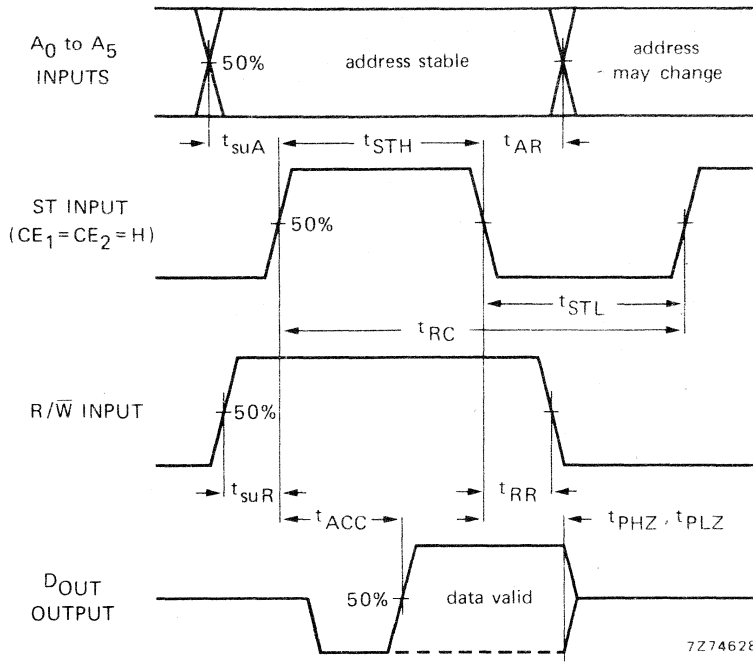 A0 to A5
INPUTS
50%
address stable
address
may change
tsuA
tSTH
tAR
ST INPUT
(CE1=CE2=H)
50%
tSTL
tRC
R/W̅ INPUT
50%
tsuR
tRR
tACC
tPHZ, tPLZ
DOUT
OUTPUT
50%
data valid
7Z74628